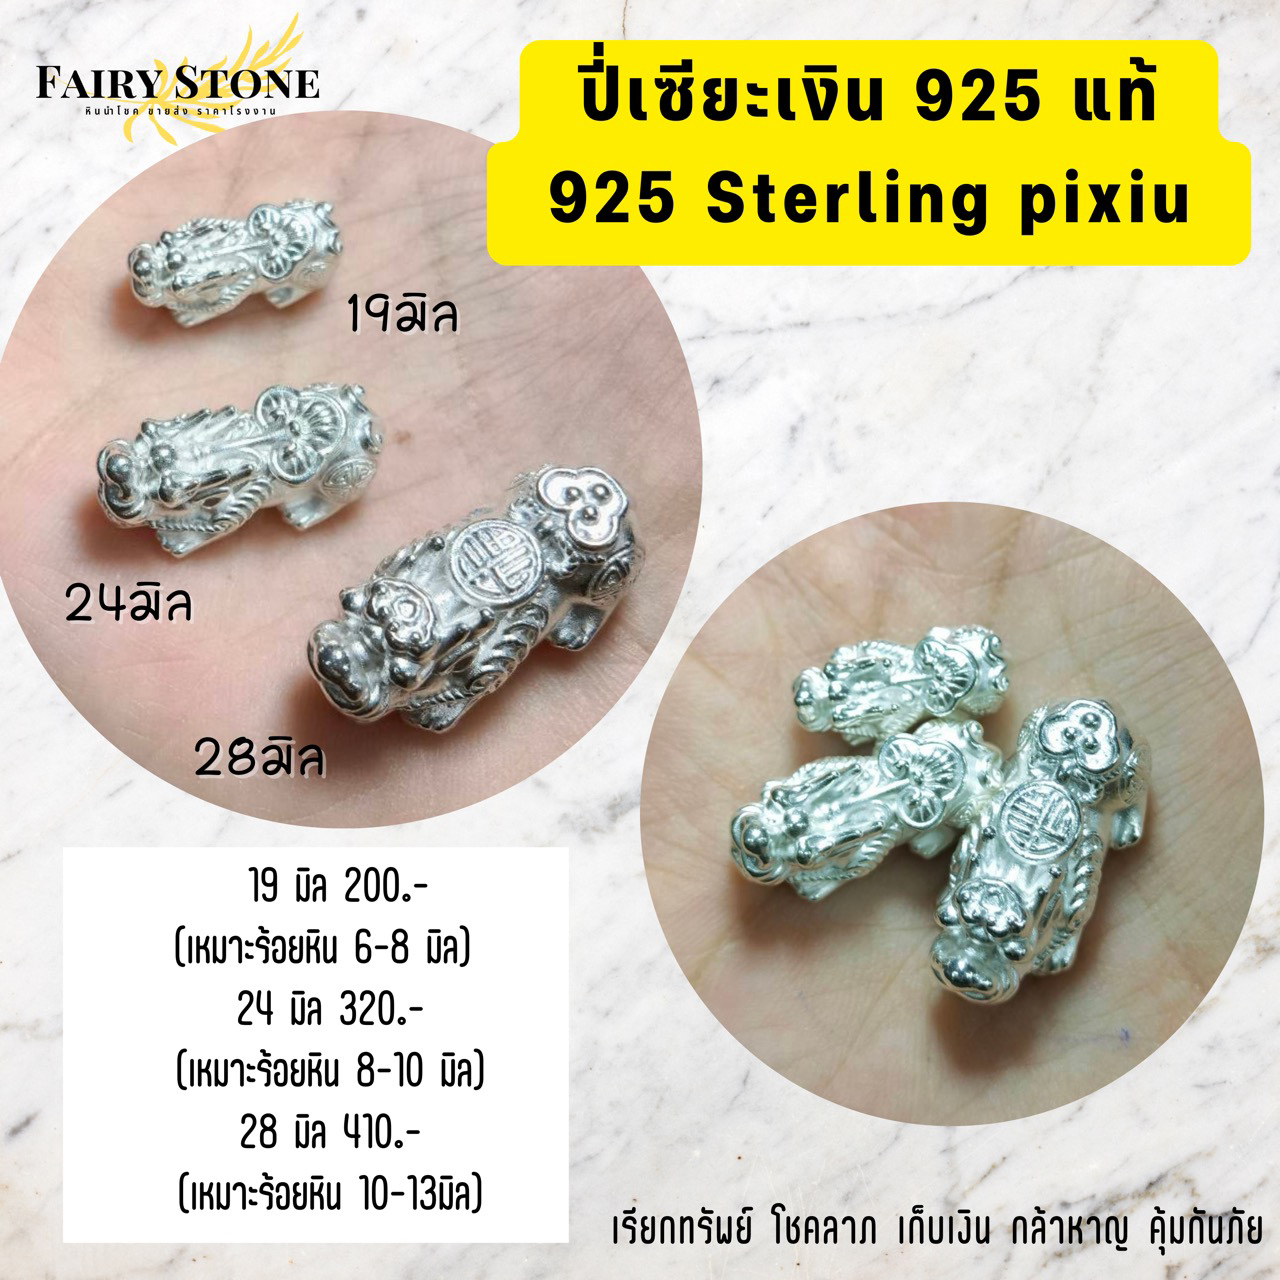 FAIRY STONE
หินนำโชค ขายส่ง ราคาโรงงาน
ปี่เซียะเงิน 925 แท้
925 Sterling pixiu
19มิล
24มิล
28มิล
19 มิล 200.-
(เหมาะร้อยหิน 6-8 มิล)
24 มิล 320.-
(เหมาะร้อยหิน 8-10 มิล)
28 มิล 410.-
(เหมาะร้อยหิน 10-13มิล)
เรียกทรัพย์ โชคลาภ เก็บเงิน กล้าหาญ คุ้มกันภัย